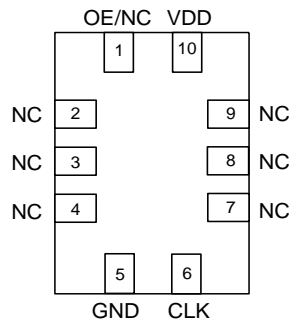 OE/NC VDD
1 10
NC 2 9 NC
NC 3 8 NC
NC 4 7 NC
5 6
GND CLK